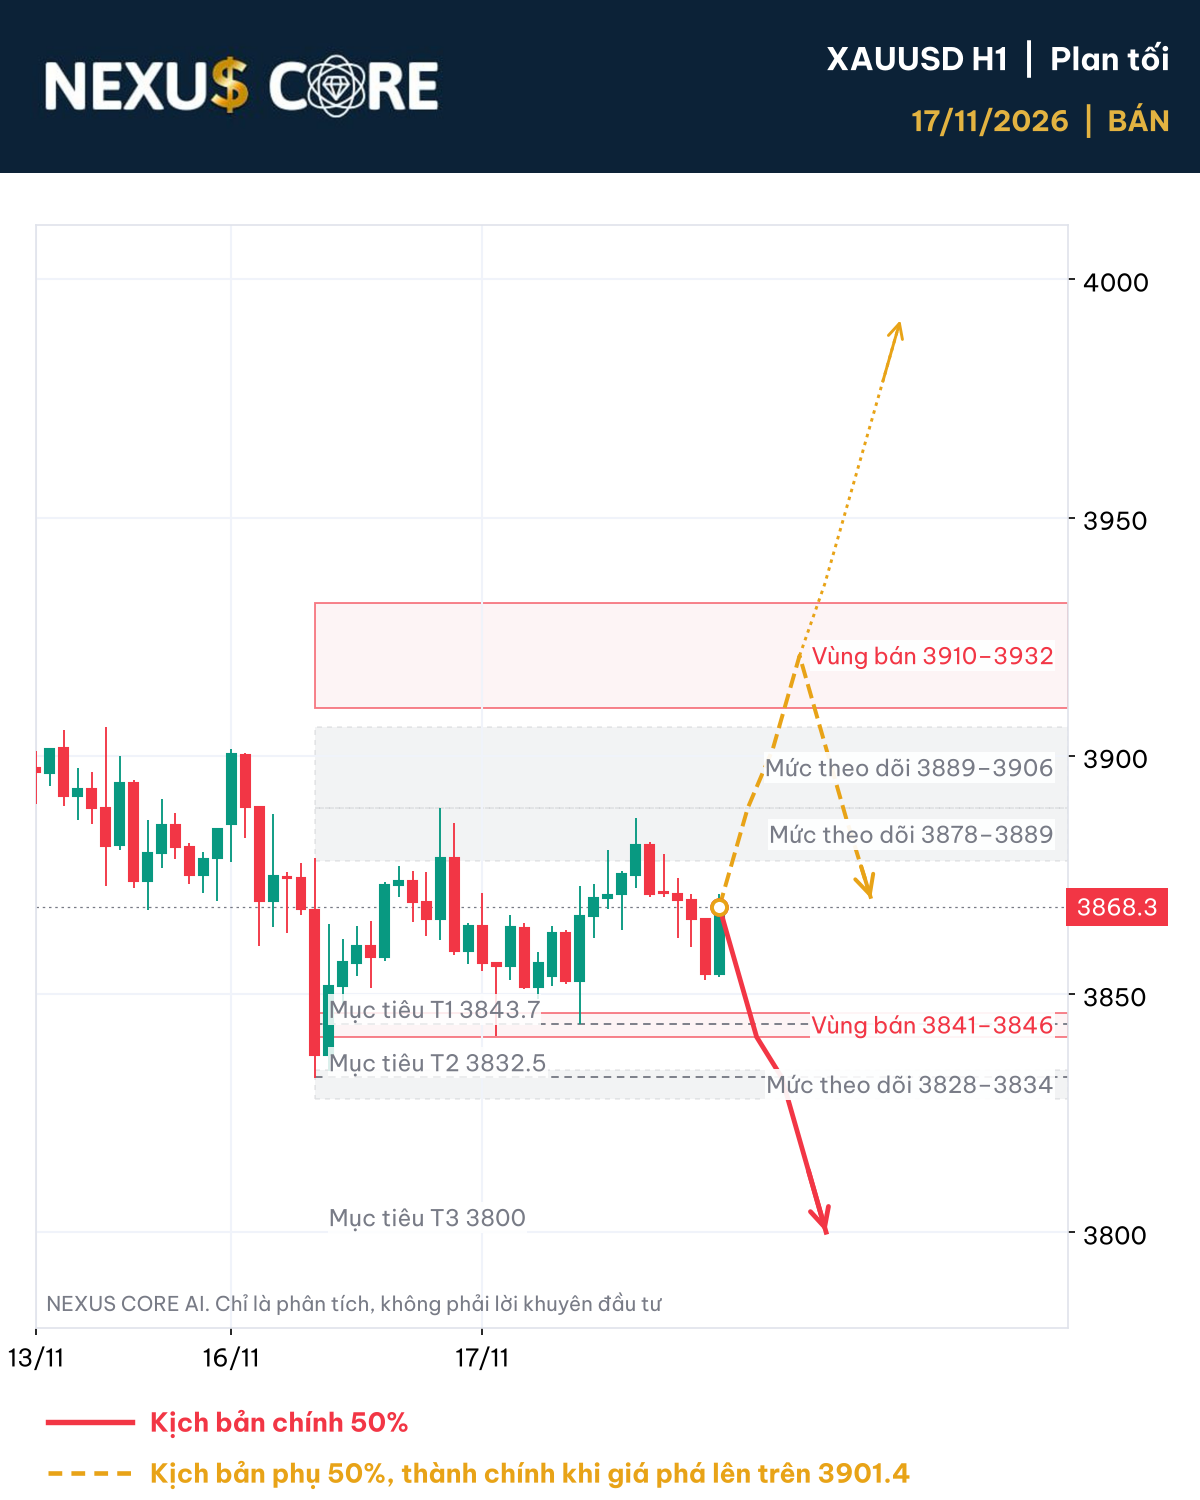 NEXU$ CORE
XAUUSD H1 | Plan tối
17/11/2026 | BÁN
4000
3950
Vùng bán 3910–3932
3900
Mức theo dõi 3889–3906
Mức theo dõi 3878–3889
3868.3
3850
Mục tiêu T1 3843.7
Vùng bán 3841–3846
Mục tiêu T2 3832.5
Mức theo dõi 3828–3834
Mục tiêu T3 3800
3800
NEXUS CORE AI. Chỉ là phân tích, không phải lời khuyên đầu tư
13/11
16/11
17/11
Kịch bản chính 50%
Kịch bản phụ 50%, thành chính khi giá phá lên trên 3901.4